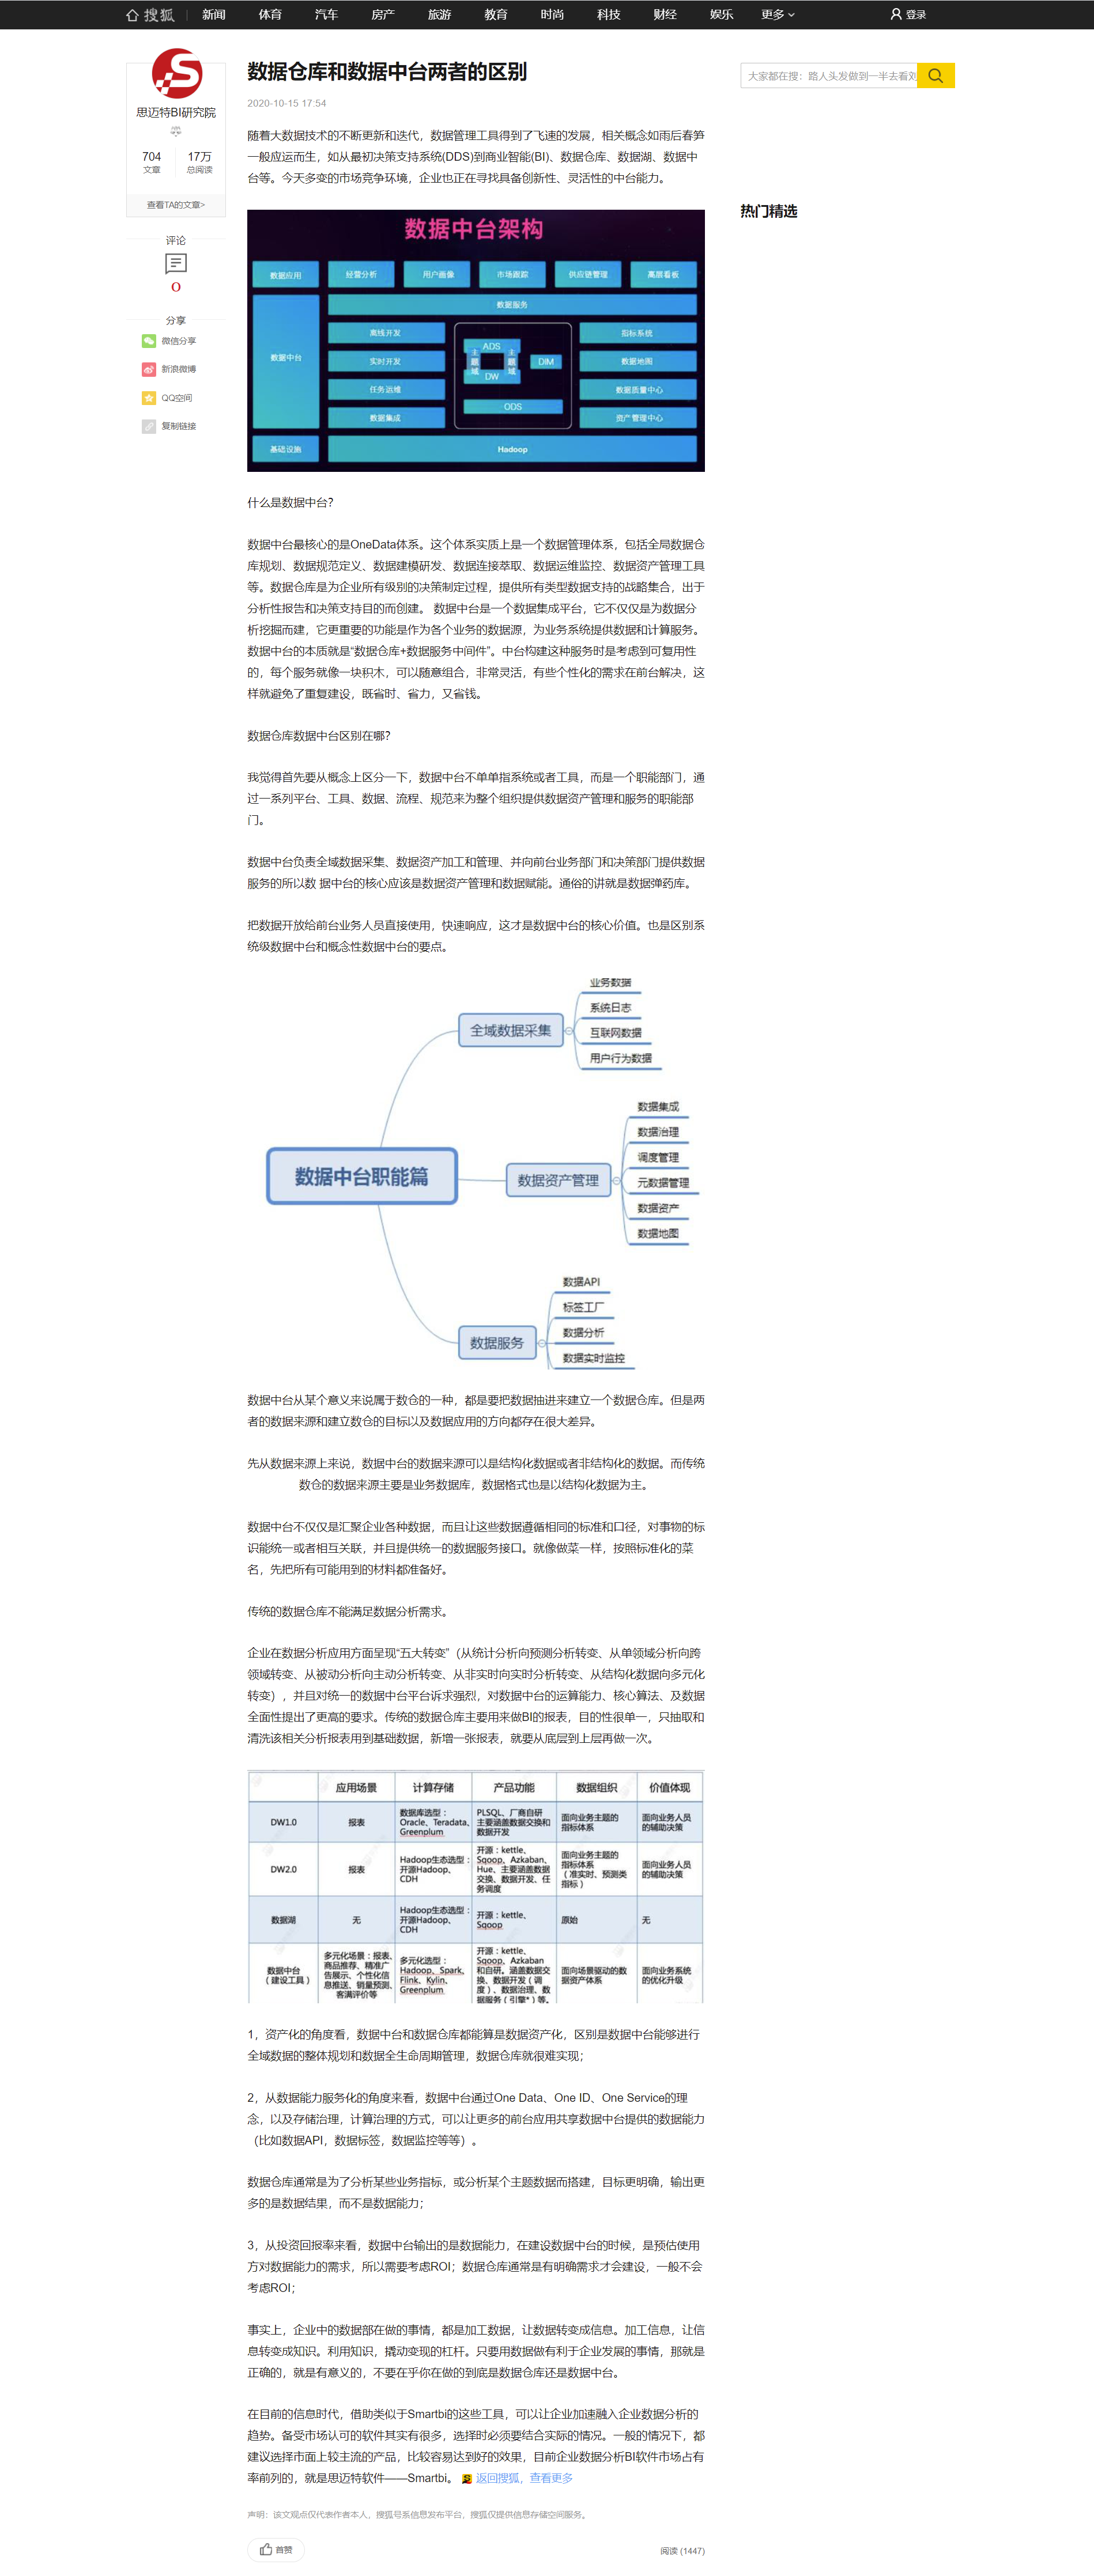 搜狐 新闻 体育 汽车 房产 旅游 教育 时尚 科技 财经 娱乐 更多 登录
思迈特BI研究院
704 17万
文章 总阅读
查看TA的文章>
评论
0
分享
微信分享
新浪微博
QQ空间
复制链接
数据仓库和数据中台两者的区别
2020-10-15 17:54
随着大数据技术的不断更新和迭代，数据管理工具得到了飞速的发展，相关概念如雨后春笋
一般应运而生，如从最初决策支持系统(DDS)到商业智能(BI)、数据仓库、数据湖、数据中
台等。今天多变的市场竞争环境，企业也正在寻找具备创新性、灵活性的中台能力。
数据中台架构
数据应用 经营分析 用户画像 市场跟踪 供应链管理 高层看板
数据服务
数据中台
离线开发
实时开发
任务运维
数据集成
ADS
主题域 主题域
DW
DIM
ODS
指标系统
数据地图
数据质量中心
资产管理中心
基础设施 Hadoop
什么是数据中台?
数据中台最核心的是OneData体系。这个体系实质上是一个数据管理体系，包括全局数据仓
库规划、数据规范定义、数据建模研发、数据连接萃取、数据运维监控、数据资产管理工具
等。数据仓库是为企业所有级别的决策制定过程，提供所有类型数据支持的战略集合，出于
分析性报告和决策支持目的而创建。 数据中台是一个数据集成平台，它不仅仅是为数据分
析挖掘而建，它更重要的功能是作为各个业务的数据源，为业务系统提供数据和计算服务。
数据中台的本质就是“数据仓库+数据服务中间件”。中台构建这种服务时是考虑到可复用性
的，每个服务就像一块积木，可以随意组合，非常灵活，有些个性化的需求在前台解决，这
样就避免了重复建设，既省时、省力，又省钱。
数据仓库数据中台区别在哪?
我觉得首先要从概念上区分一下，数据中台不单单指系统或者工具，而是一个职能部门，通
过一系列平台、工具、数据、流程、规范来为整个组织提供数据资产管理和服务的职能部
门。
数据中台负责全域数据采集、数据资产加工和管理、并向前台业务部门和决策部门提供数据
服务的所以数 据中台的核心应该是数据资产管理和数据赋能。通俗的讲就是数据弹药库。
把数据开放给前台业务人员直接使用，快速响应，这才是数据中台的核心价值。也是区别系
统级数据中台和概念性数据中台的要点。
数据中台职能篇
全域数据采集
业务数据
系统日志
互联网数据
用户行为数据
数据资产管理
数据集成
数据治理
调度管理
元数据管理
数据资产
数据地图
数据服务
数据API
标签工厂
数据分析
数据实时监控
数据中台从某个意义来说属于数仓的一种，都是要把数据抽进来建立一个数据仓库。但是两
者的数据来源和建立数仓的目标以及数据应用的方向都存在很大差异。
先从数据来源上来说，数据中台的数据来源可以是结构化数据或者非结构化的数据。而传统
数仓的数据来源主要是业务数据库，数据格式也是以结构化数据为主。
数据中台不仅仅是汇聚企业各种数据，而且让这些数据遵循相同的标准和口径，对事物的标
识能统一或者相互关联，并且提供统一的数据服务接口。就像做菜一样，按照标准化的菜
名，先把所有可能用到的材料都准备好。
传统的数据仓库不能满足数据分析需求。
企业在数据分析应用方面呈现“五大转变”（从统计分析向预测分析转变、从单领域分析向跨
领域转变、从被动分析向主动分析转变、从非实时向实时分析转变、从结构化数据向多元化
转变），并且对统一的数据中台平台诉求强烈，对数据中台的运算能力、核心算法、及数据
全面性提出了更高的要求。传统的数据仓库主要用来做BI的报表，目的性很单一，只抽取和
清洗该相关分析报表用到基础数据，新增一张报表，就要从底层到上层再做一次。
应用场景 计算存储 产品功能 数据组织 价值体现
DW1.0
报表
数据库选型：
Oracle、Teradata、
Greenplum
PLSQL、厂商自研
主要涵盖数据交换和
数据开发
面向业务主题的
指标体系
面向业务人员
的辅助决策
DW2.0
报表
Hadoop生态选型：
开源Hadoop、
CDH
开源：kettle、
Sqoop、Azkaban、
Hue、主要涵盖数据
交换、数据开发、任
务调度
面向业务主题的
指标体系
（准实时、预测类
指标）
面向业务人员
的辅助决策
数据湖
无
Hadoop生态选型：
开源Hadoop、
CDH
开源：kettle、
Sqoop
原始
无
数据中台
（建设工具）
多元化场景：报表、
商品推荐、精准广
告展示、个性化信
息推送、销量预测、
客满评价等
多元化选型：
Hadoop、Spark、
Flink、Kylin、
Greenplum
开源：kettle、
Sqoop、Azkaban
和自研。涵盖数据交
换、数据开发（调
度）、数据治理、数
据服务（引擎*）等。
面向场景驱动的数
据资产体系
面向业务系统
的优化升级
1，资产化的角度看，数据中台和数据仓库都能算是数据资产化，区别是数据中台能够进行
全域数据的整体规划和数据全生命周期管理，数据仓库就很难实现；
2，从数据能力服务化的角度来看，数据中台通过One Data、One ID、One Service的理
念，以及存储治理，计算治理的方式，可以让更多的前台应用共享数据中台提供的数据能力
（比如数据API，数据标签，数据监控等等）。
数据仓库通常是为了分析某些业务指标，或分析某个主题数据而搭建，目标更明确，输出更
多的是数据结果，而不是数据能力；
3，从投资回报率来看，数据中台输出的是数据能力，在建设数据中台的时候，是预估使用
方对数据能力的需求，所以需要考虑ROI；数据仓库通常是有明确需求才会建设，一般不会
考虑ROI；
事实上，企业中的数据部在做的事情，都是加工数据，让数据转变成信息。加工信息，让信
息转变成知识。利用知识，撬动变现的杠杆。只要用数据做有利于企业发展的事情，那就是
正确的，就是有意义的，不要在乎你在做的到底是数据仓库还是数据中台。
在目前的信息时代，借助类似于Smartbi的这些工具，可以让企业加速融入企业数据分析的
趋势。备受市场认可的软件其实有很多，选择时必须要结合实际的情况。一般的情况下，都
建议选择市面上较主流的产品，比较容易达到好的效果，目前企业数据分析BI软件市场占有
率前列的，就是思迈特软件——Smartbi。 返回搜狐，查看更多
声明：该文观点仅代表作者本人，搜狐号系信息发布平台，搜狐仅提供信息存储空间服务。
首赞
阅读 (1447)
大家都在搜：路人头发做到一半去看刘
热门精选